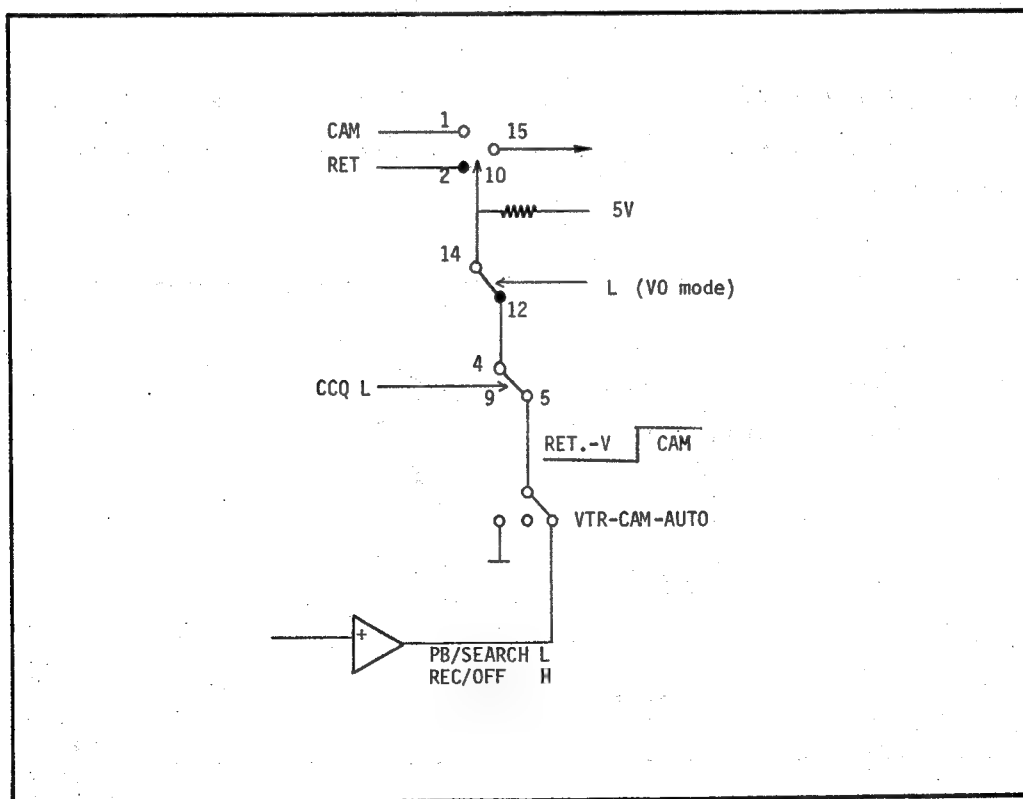 1
CAM
15
RET
2
10
5V
14
L (VO mode)
12
4
CCQ L
9
5
RET.-V
CAM
VTR-CAM-AUTO
+
PB/SEARCH L
REC/OFF H